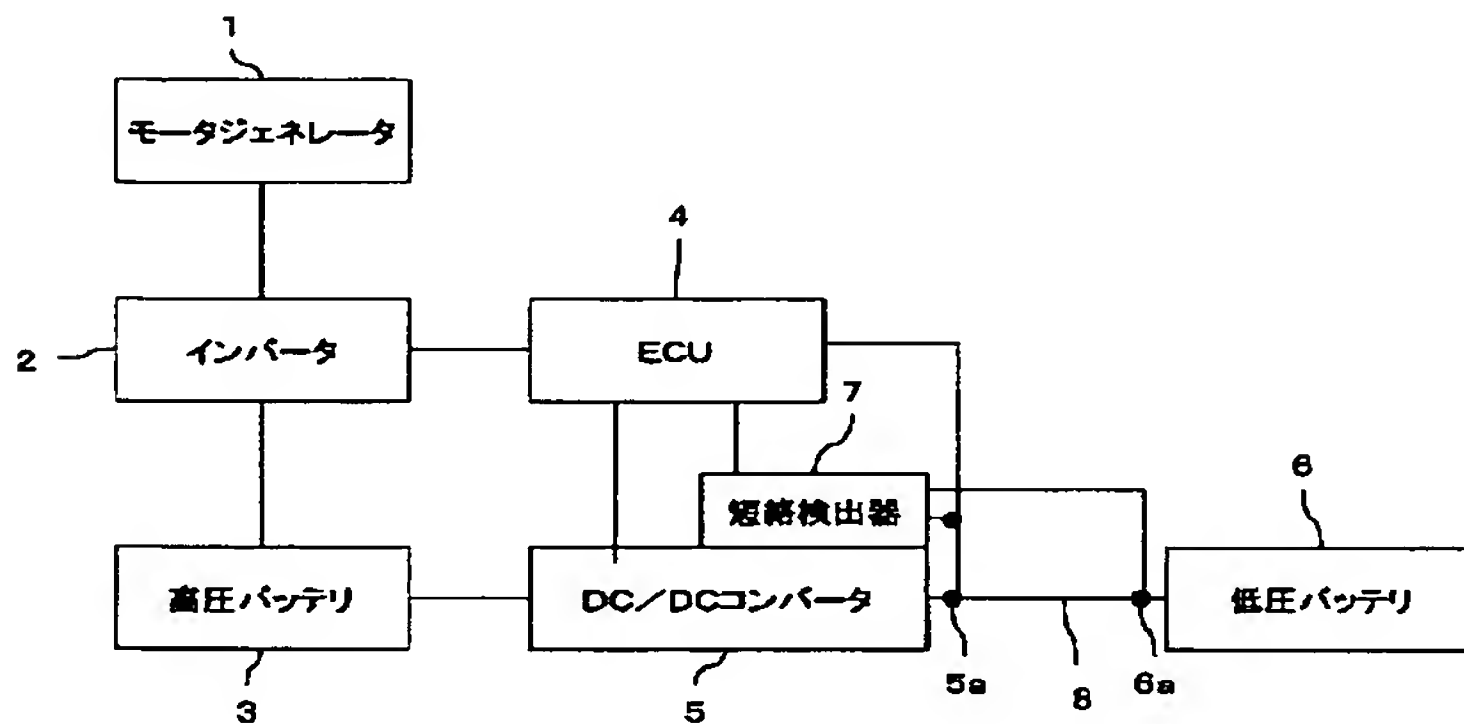 1
モータジェネレータ
4
2
インバータ
ECU
7
6
短絡検出器
高圧バッテリ
DC／DCコンバータ
低圧バッテリ
3
5
5a
8
6a